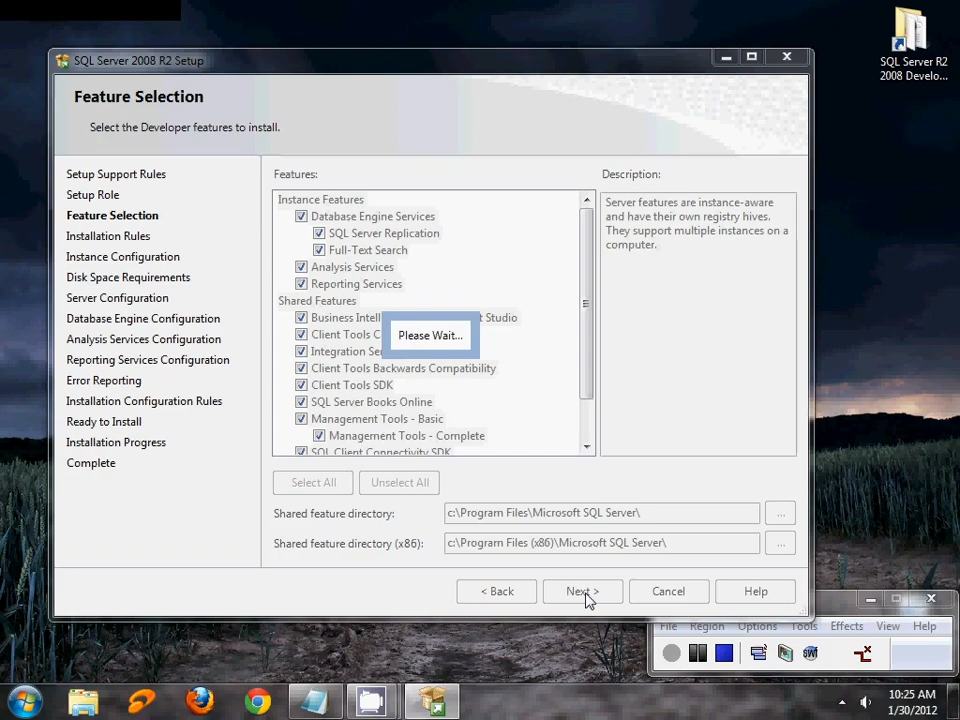 SQL Server R2
2008 Develo...
SQL Server 2008 R2 Setup
Feature Selection
Select the Developer features to install.
Setup Support Rules
Setup Role
Feature Selection
Installation Rules
Instance Configuration
Disk Space Requirements
Server Configuration
Database Engine Configuration
Analysis Services Configuration
Reporting Services Configuration
Error Reporting
Installation Configuration Rules
Ready to Install
Installation Progress
Complete
Features:
Instance Features
Database Engine Services
SQL Server Replication
Full-Text Search
Analysis Services
Reporting Services
Shared Features
Business Intell t Studio
Client Tools C
Integration Se
Client Tools Backwards Compatibility
Client Tools SDK
SQL Server Books Online
Management Tools - Basic
Management Tools - Complete
SQL Client Connectivity SDK
Please Wait...
Description:
Server features are instance-aware
and have their own registry hives.
They support multiple instances on a
computer.
Select All
Unselect All
Shared feature directory:
c:\Program Files\Microsoft SQL Server\
...
Shared feature directory (x86):
c:\Program Files (x86)\Microsoft SQL Server\
...
< Back
Next >
Cancel
Help
File Region Options Tools Effects View Help
SWF
10:25 AM
1/30/2012